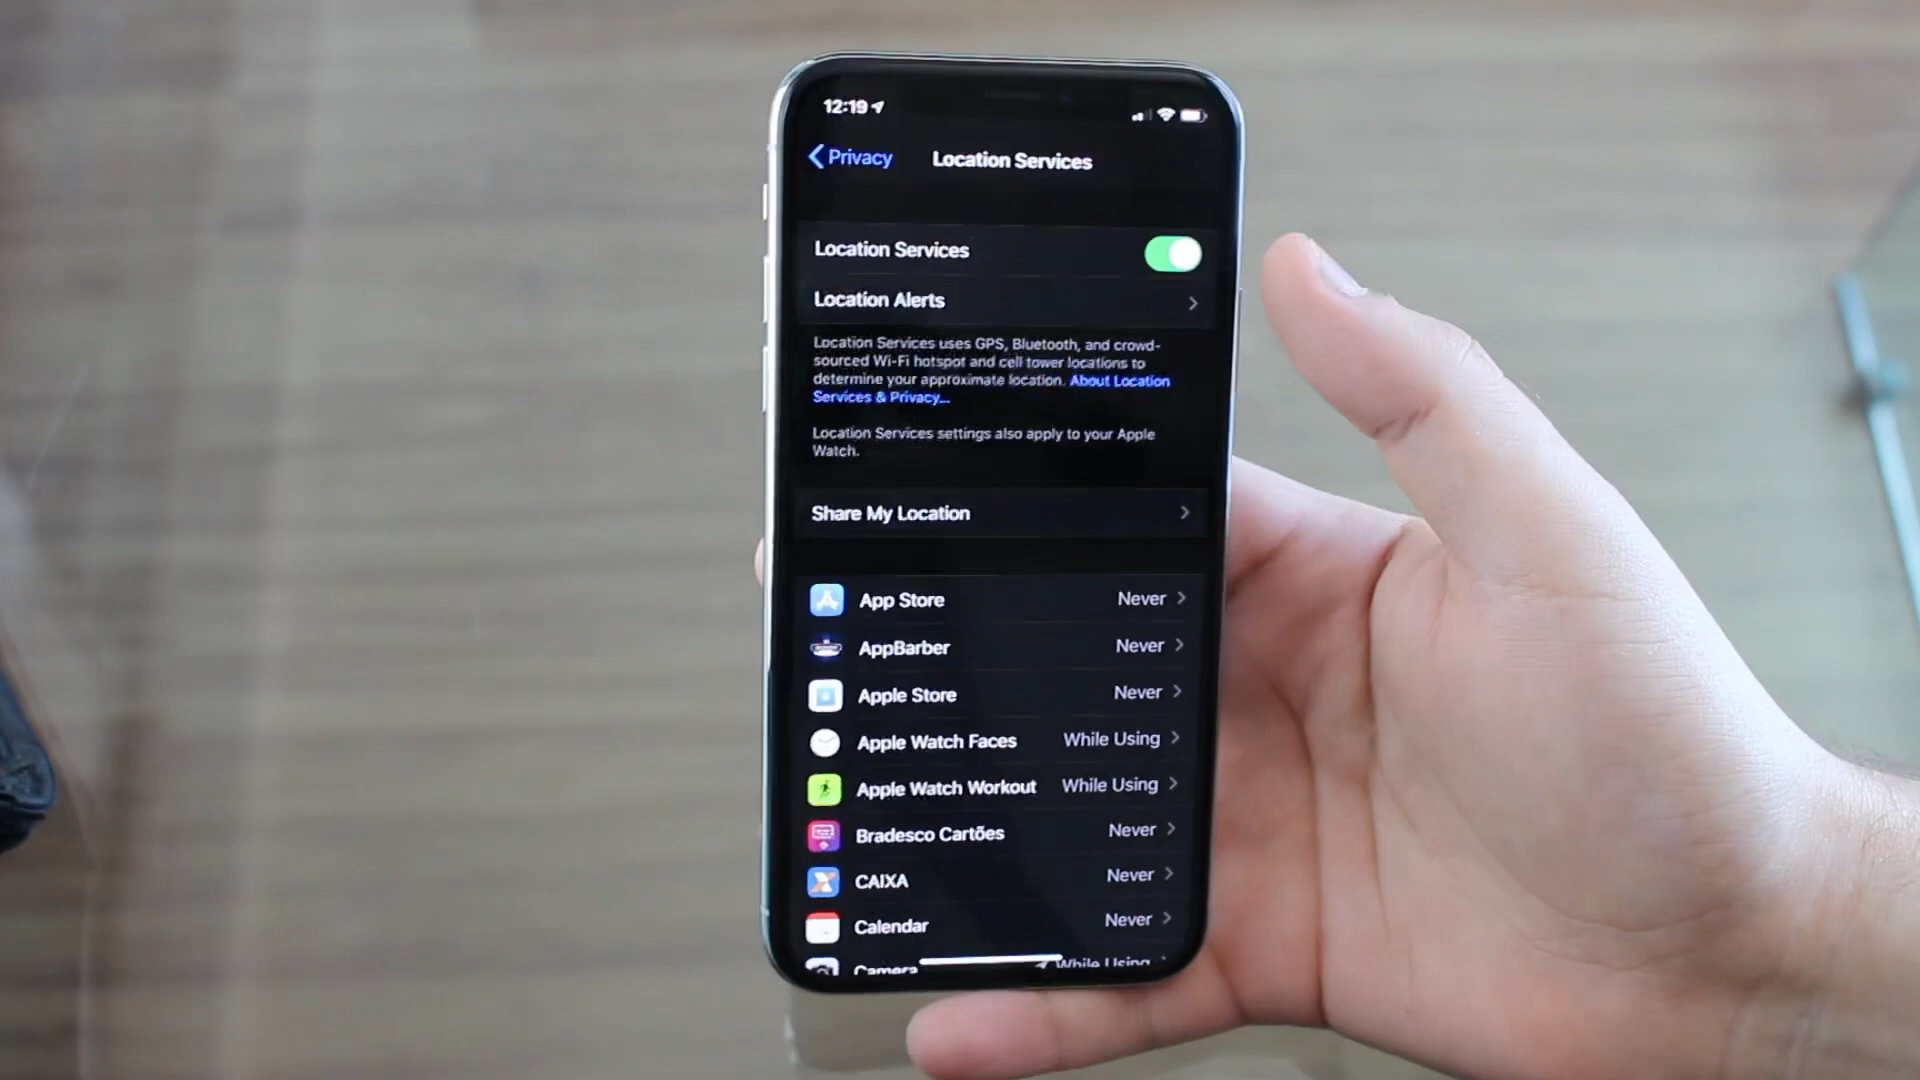 12:19
Privacy
Location Services
Location Services
Location Alerts
Location Services uses GPS, Bluetooth, and crowd-
sourced Wi-Fi hotspot and cell tower locations to
determine your approximate location. About Location
Services & Privacy...
Location Services settings also apply to your Apple
Watch.
Share My Location
App Store Never
AppBarber Never
Apple Store Never
Apple Watch Faces While Using
Apple Watch Workout While Using
Bradesco Cartões Never
CAIXA Never
Calendar Never
Camera While Using